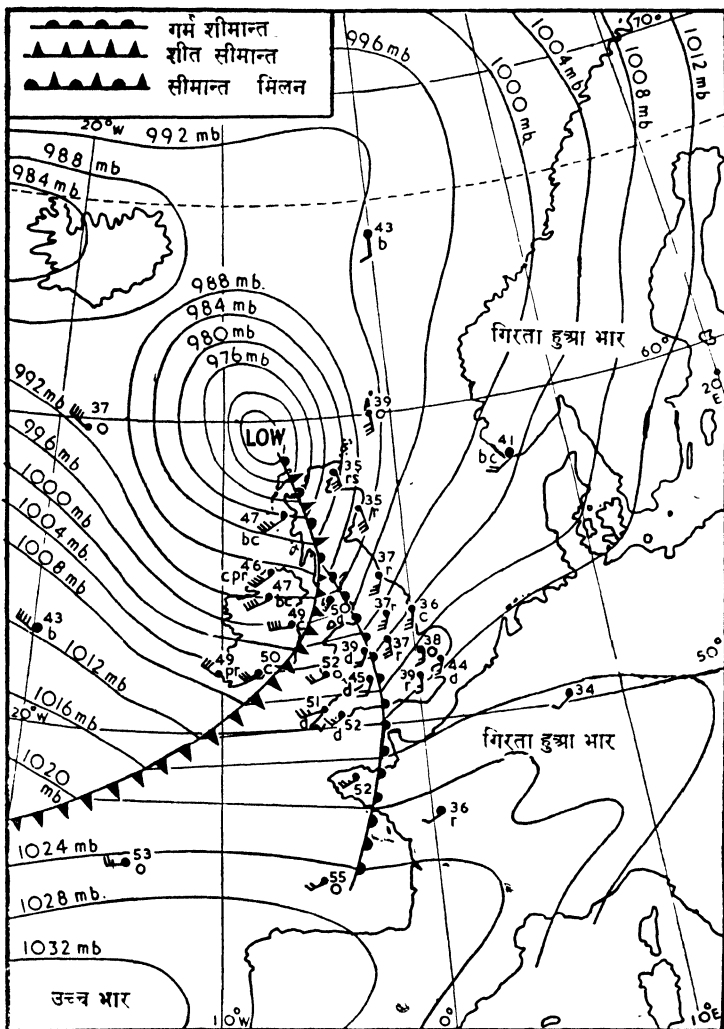 गर्म शीमान्त
शीत सीमान्त
सीमान्त मिलन
996 mb
1000 mb
1004 mb
1008 mb
1012 mb
70°
20°W
992 mb
988 mb
984 mb
43
b
988 mb.
984 mb
980 mb
976 mb
गिरता हुआ भार
60°
20
E
992 mb
37
O
39
O
LOW
41
bc
996 mb
35
rs
1000 mb
35
r
47
bc
1004 mb.
46
cpr
37
r
1008 mb
47
bc
50
d
37
r
36
c
43
b
49
c
39
d
37
r
38
O
44
d
1012 mb
49
pr
50
c
52
O
45
d
39
r
50°
1016 mb
20°W
51
d
52
d
34
गिरता हुआ भार
1020
mb
52
36
r
1024 mb
53
O
55
O
1028 mb.
1032 mb
उच्च भार
10°W
0°
10°E